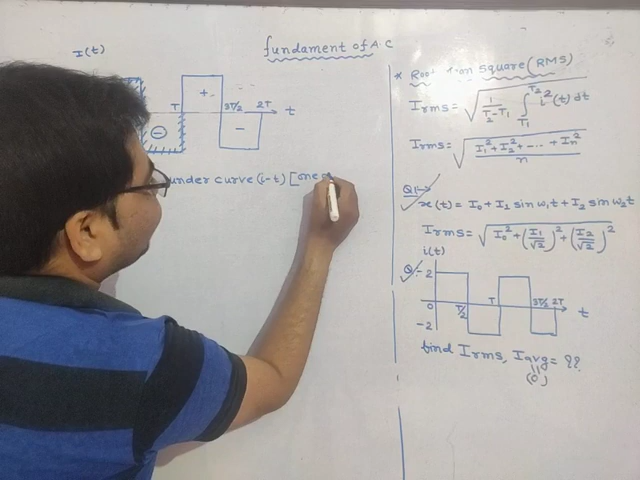 fundament of A.C
I(t)
+
T
3T/2
2T
t
-
-
under curve (i-t) [one
* Root square (RMS)
Irms = √ 1/T2-T1 ∫T1 T2 i²(t) dt
Irms = √ I1² + I2² + -·· + In² / n
Q1→
x(t) = I0 + I1 sin ω1t + I2 sin ω2t
Irms = √ I0² + (I1/√2)² + (I2/√2)²
i(t)
Q:-
2
0
T/2
T
3T/2
2T
t
-2
find Irms, Iavg = ??
(0)